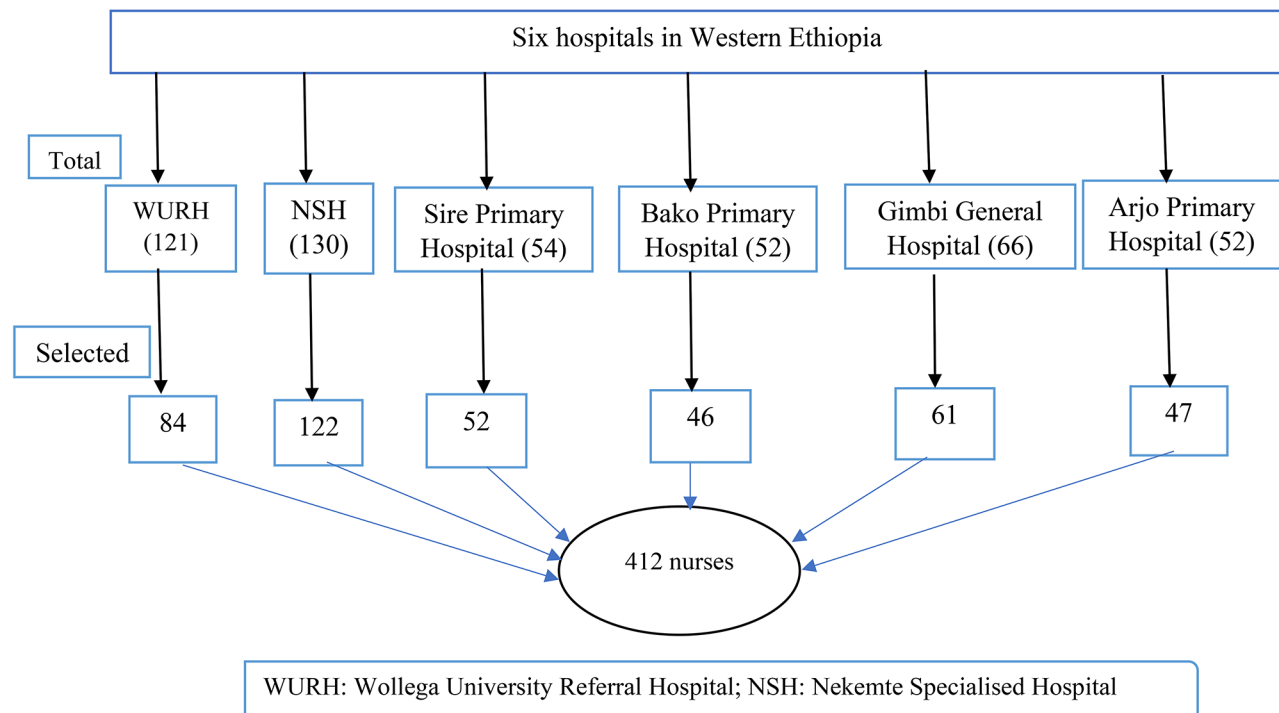 Six hospitals in Western Ethiopia
Total
WURH
(121)
NSH
(130)
Sire Primary
Hospital (54)
Bako Primary
Hospital (52)
Gimbi General
Hospital (66)
Arjo Primary
Hospital (52)
Selected
84
122
52
46
61
47
412 nurses
WURH: Wollega University Referral Hospital; NSH: Nekemte Specialised Hospital